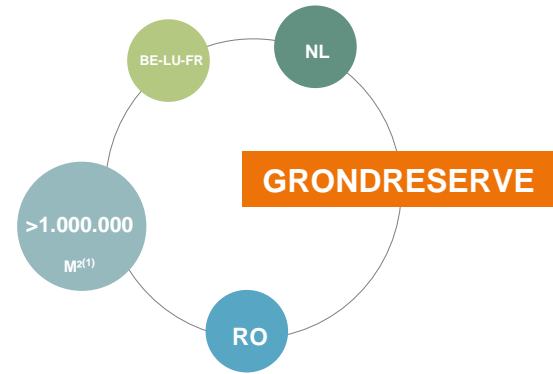 BE-LU-FR
NL
GRONDRESERVE
>1.000.000
M²⁽¹⁾
RO